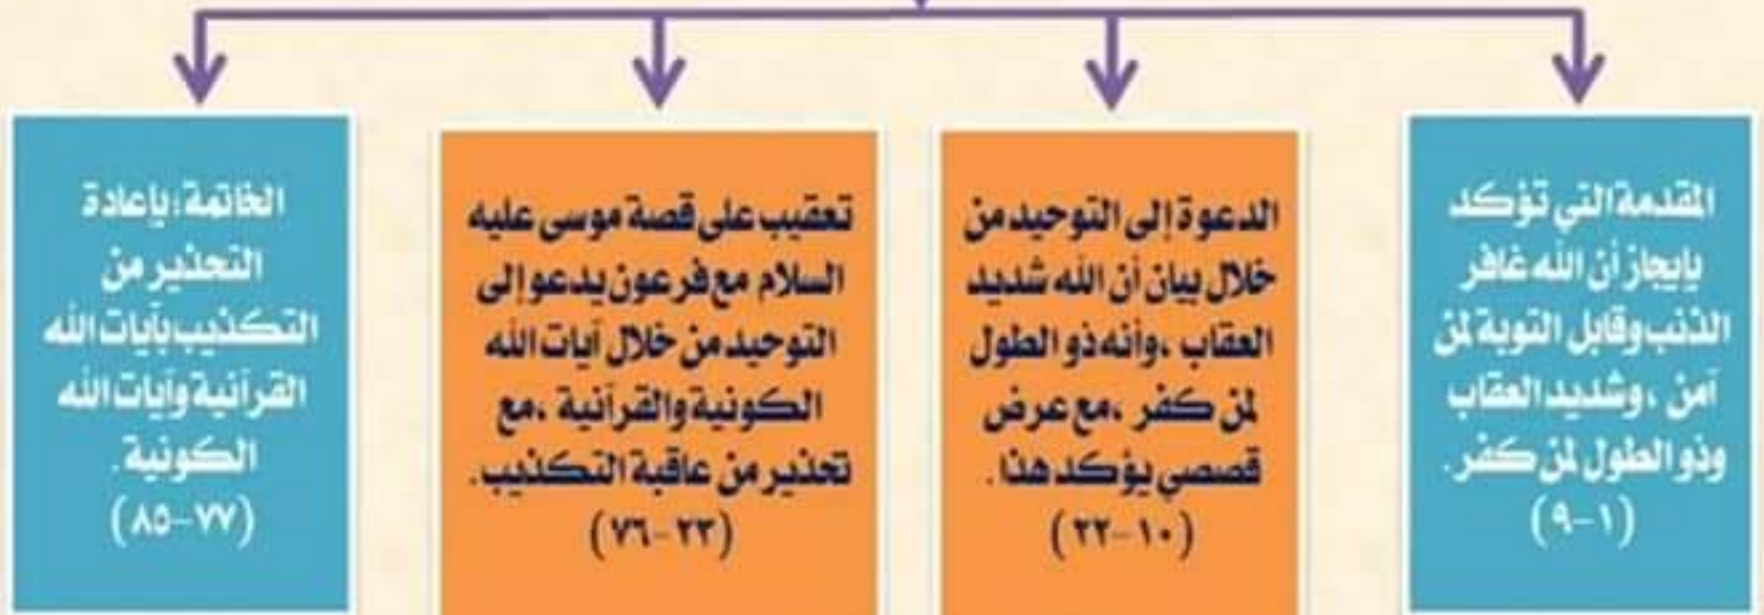 المقدمة التي تؤكد
بإيجاز أن الله غافر
الذنب وقابل التوبة لمن
آمن ، وشديد العقاب
وذو الطول لمن كفر .
(١-٩)
الدعوة إلى التوحيد من
خلال بيان أن الله شديد
العقاب ، وأنه ذو الطول
لمن كفر ، مع عرض
قصصي يؤكد هذا .
(١٠-٢٢)
تعقيب على قصة موسى عليه
السلام مع فرعون يدعو إلى
التوحيد من خلال آيات الله
الكونية والقرآنية ، مع
تحذير من عاقبة التكذيب .
(٢٣-٧٦)
الخاتمة ؛ بإعادة
التحذير من
التكذيب بآيات الله
القرآنية وآيات الله
الكونية .
(٧٧-٨٥)